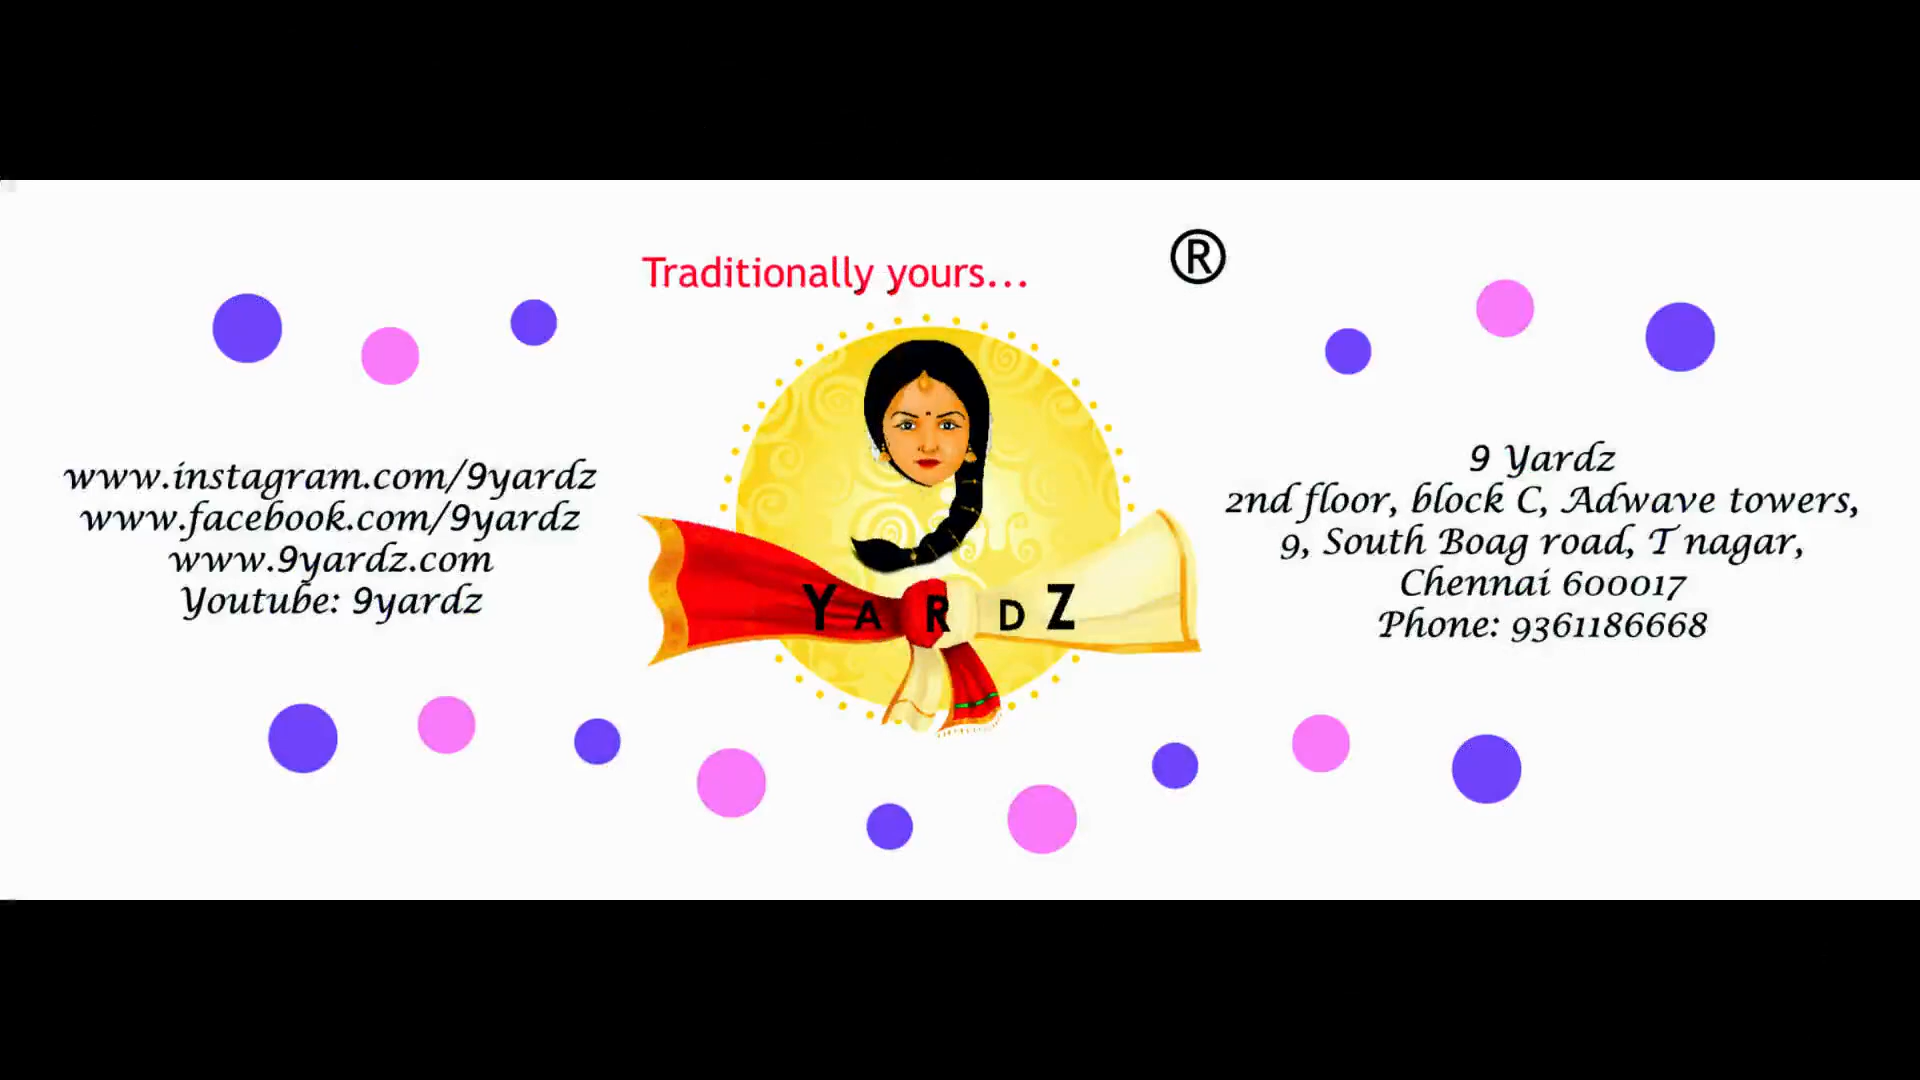 Traditionally yours...
®
www.instagram.com/9yardz
www.facebook.com/9yardz
www.9yardz.com
Youtube: 9yardz
YARDZ
9 Yardz
2nd floor, block C, Adwave towers,
9, South Boag road, T nagar,
Chennai 600017
Phone: 9361186668